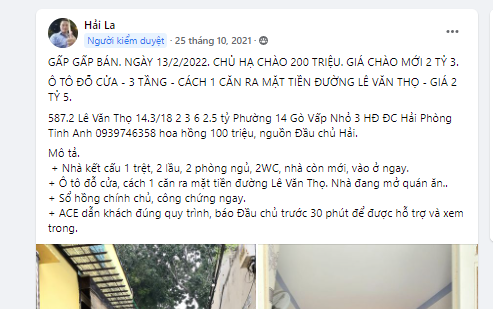 Hải La
Người kiểm duyệt · 25 tháng 10, 2021 ·
GẤP GẤP BÁN. NGÀY 13/2/2022. CHỦ HẠ CHÀO 200 TRIỆU. GIÁ CHÀO MỚI 2 TỶ 3.
Ô TÔ ĐỖ CỬA - 3 TẦNG - CÁCH 1 CĂN RA MẶT TIỀN ĐƯỜNG LÊ VĂN THỌ - GIÁ 2
TỶ 5.
587.2 Lê Văn Thọ 14.3/18 2 3 6 2.5 tỷ Phường 14 Gò Vấp Nhỏ 3 HĐ ĐC Hải Phòng
Tinh Anh 0939746358 hoa hồng 100 triệu, nguồn Đầu chủ Hải.
Mô tả.
+ Nhà kết cấu 1 trệt, 2 lầu, 2 phòng ngủ, 2WC, nhà còn mới, vào ở ngay.
+ Ô tô đỗ cửa, cách 1 căn ra mặt tiền đường Lê Văn Thọ. Nhà đang mở quán ăn..
+ Sổ hồng chính chủ, công chứng ngay.
+ ACE dẫn khách đúng quy trình, báo Đầu chủ trước 30 phút để được hỗ trợ và xem
trong.